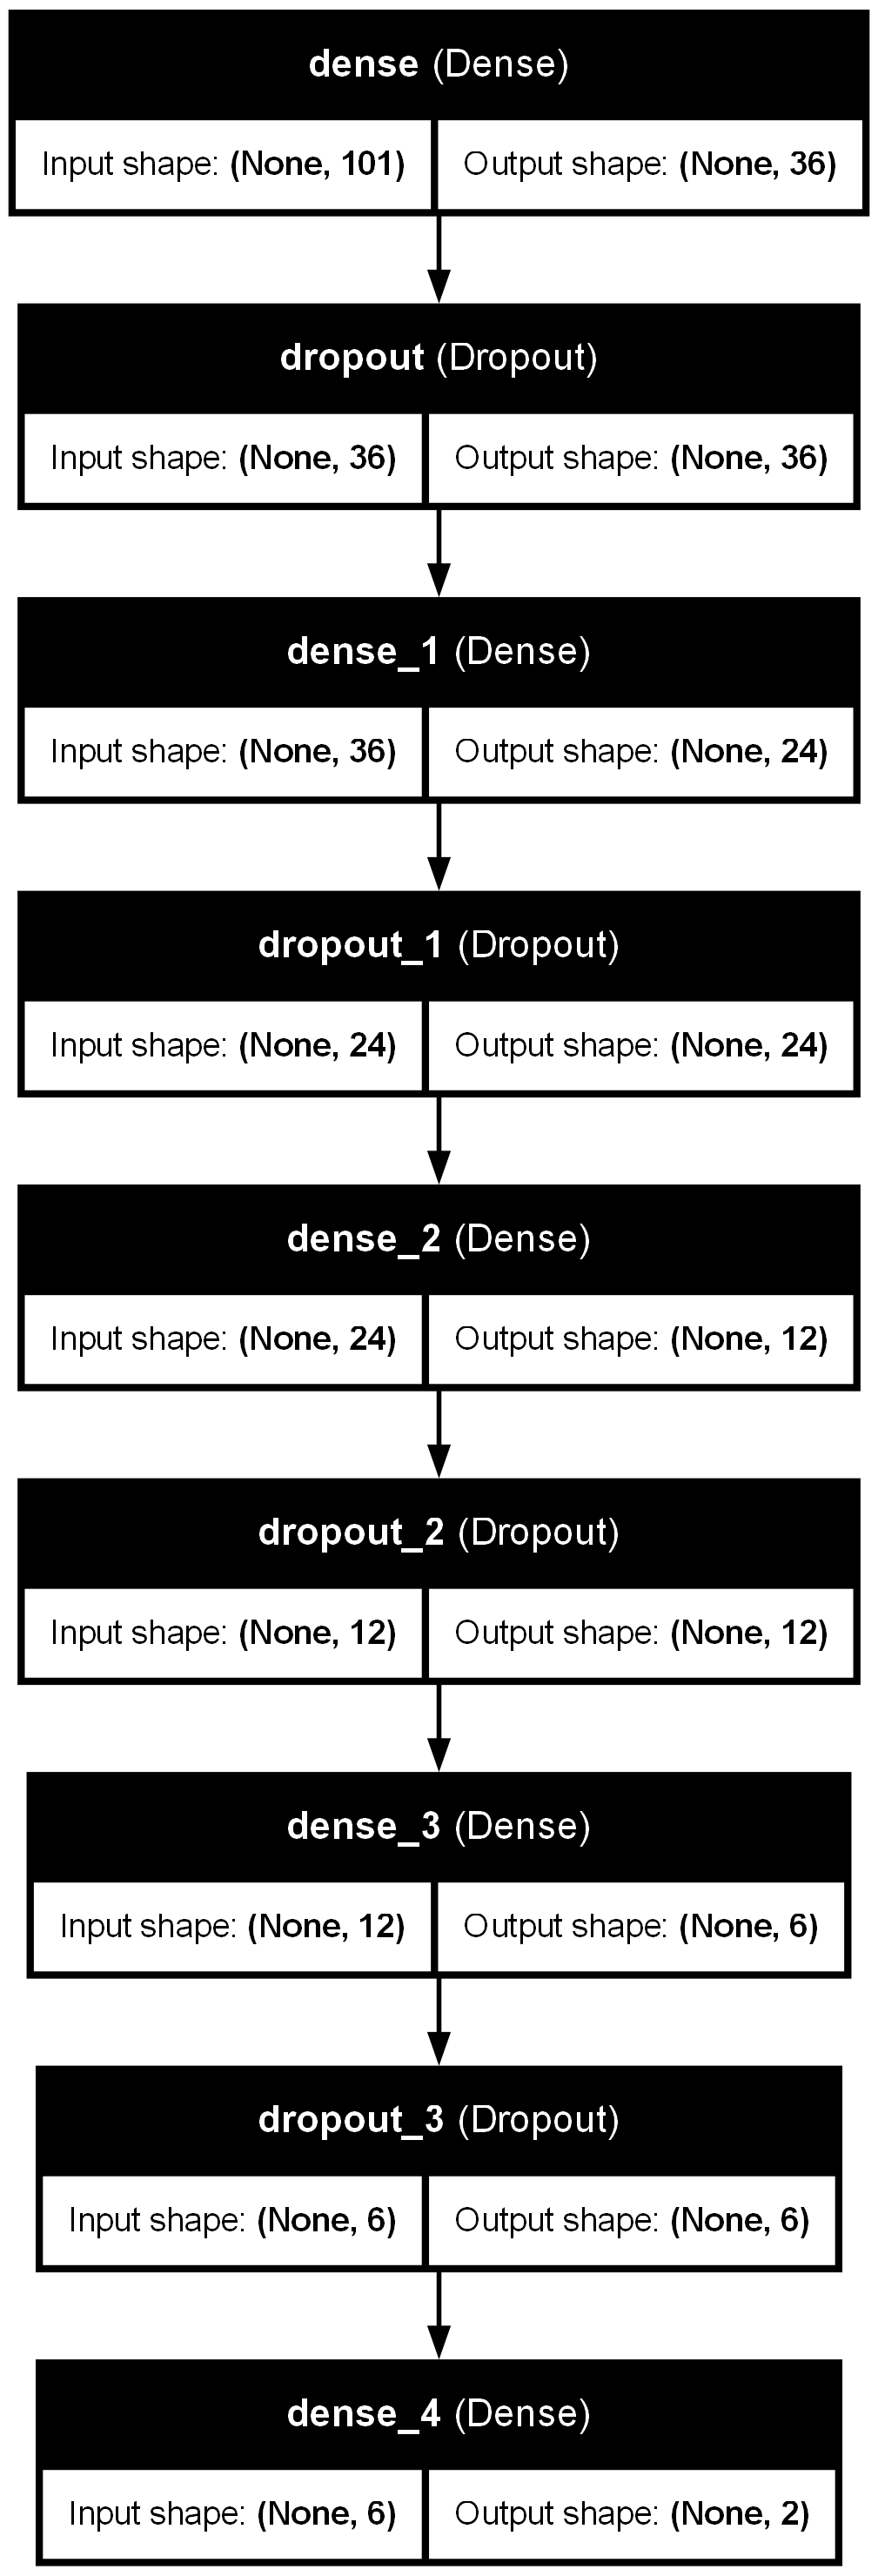 dense (Dense)
Input shape: (None, 101) Output shape: (None, 36)
dropout (Dropout)
Input shape: (None, 36) Output shape: (None, 36)
dense_1 (Dense)
Input shape: (None, 36) Output shape: (None, 24)
dropout_1 (Dropout)
Input shape: (None, 24) Output shape: (None, 24)
dense_2 (Dense)
Input shape: (None, 24) Output shape: (None, 12)
dropout_2 (Dropout)
Input shape: (None, 12) Output shape: (None, 12)
dense_3 (Dense)
Input shape: (None, 12) Output shape: (None, 6)
dropout_3 (Dropout)
Input shape: (None, 6) Output shape: (None, 6)
dense_4 (Dense)
Input shape: (None, 6) Output shape: (None, 2)